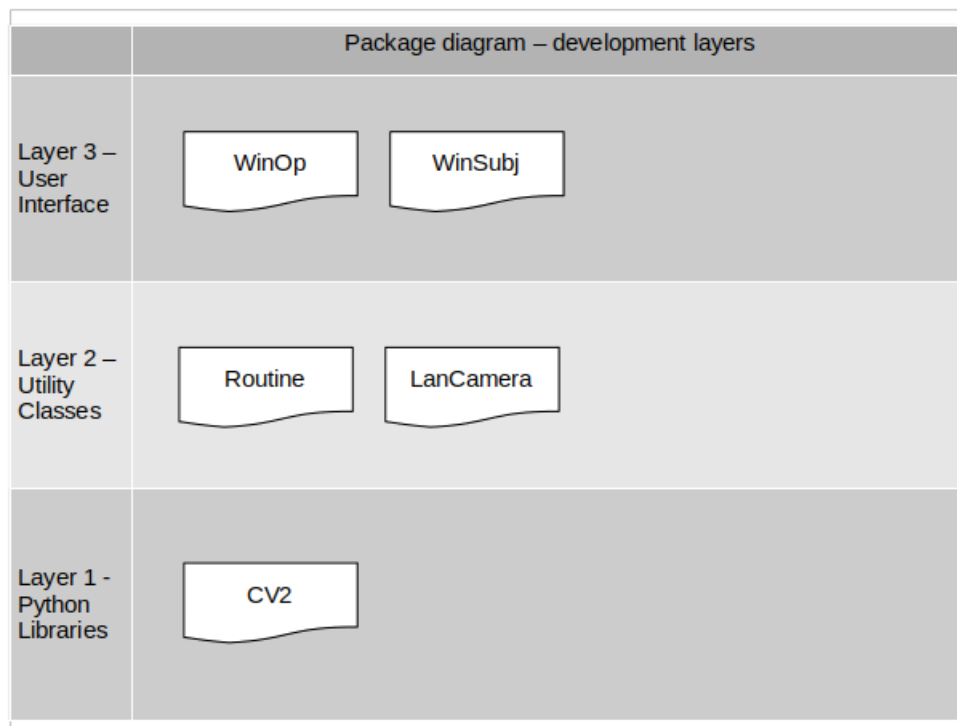 Package diagram – development layers
Layer 3 –
User
Interface
WinOp
WinSubj
Layer 2 –
Utility
Classes
Routine
LanCamera
Layer 1 -
Python
Libraries
CV2